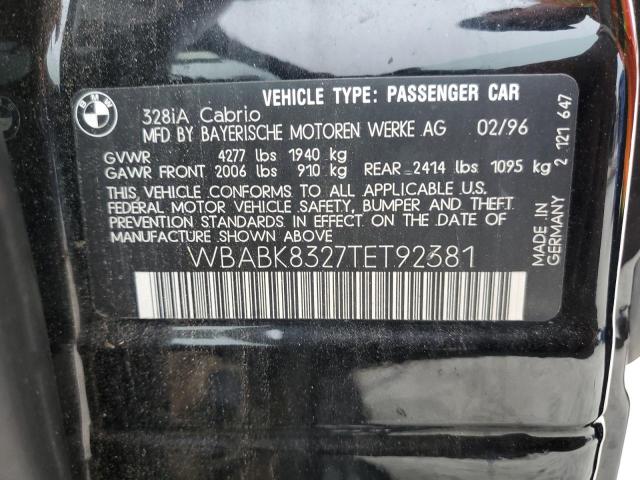 BMW
VEHICLE TYPE: PASSENGER CAR
328iA Cabrio
MFD BY BAYERISCHE MOTOREN WERKE AG 02/96
GVWR 4277 lbs 1940 kg
GAWR FRONT 2006 lbs 910 kg REAR 2414 lbs 1095 kg
THIS VEHICLE CONFORMS TO ALL APPLICABLE U.S.
FEDERAL MOTOR VEHICLE SAFETY, BUMPER AND THEFT
PREVENTION STANDARDS IN EFFECT ON THE DATE OF
MANUFACTURE SHOWN ABOVE
WBABK8327TET92381
2 121 647
MADE IN
GERMANY